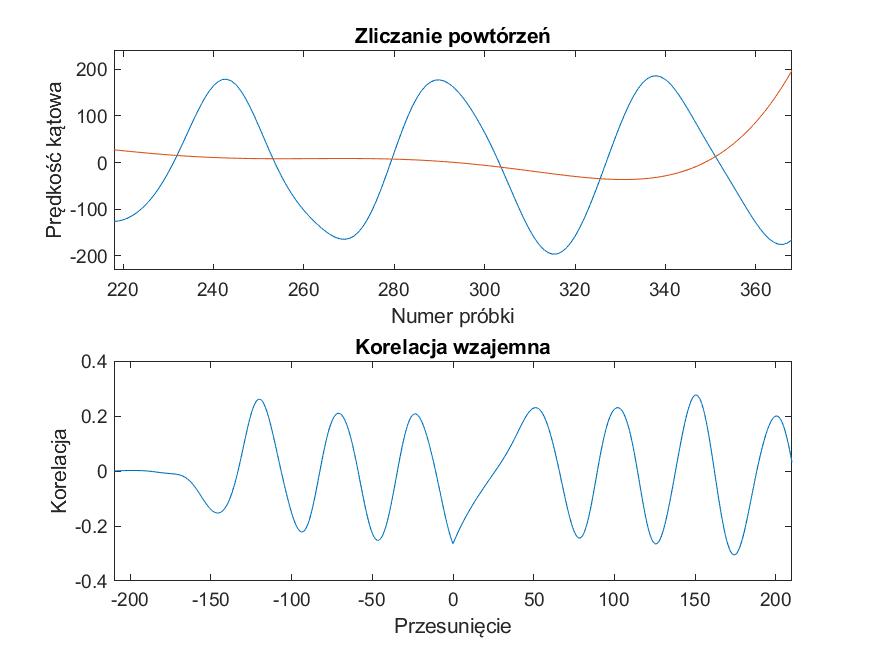 Zliczanie powtórzeń
Prędkość kątowa
200
100
0
-100
-200
220 240 260 280 300 320 340 360
Numer próbki
Korelacja wzajemna
Korelacja
0.4
0.2
0
-0.2
-0.4
-200 -150 -100 -50 0 50 100 150 200
Przesunięcie